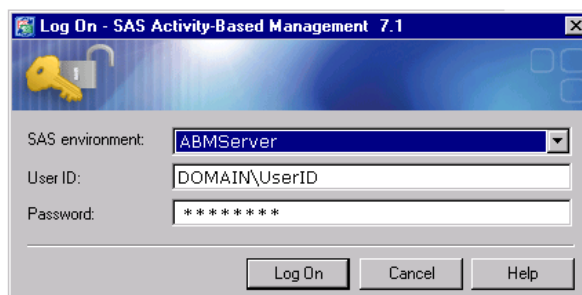 Log On - SAS Activity-Based Management 7.1
SAS environment: ABMServer
User ID: DOMAIN\UserID
Password: ********
Log On Cancel Help